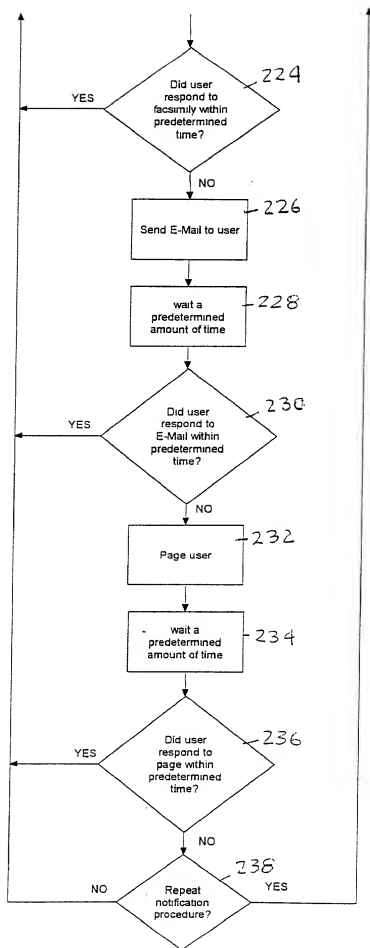 Did user
respond to
facsimily within
predetermined
time?
224
YES
NO
Send E-Mail to user
226
wait a
predetermined
amount of time
228
Did user
respond to
E-Mail within
predetermined
time?
230
YES
NO
Page user
232
wait a
predetermined
amount of time
234
Did user
respond to
page within
predetermined
time?
236
YES
NO
238
NO
Repeat
notification
procedure?
YES